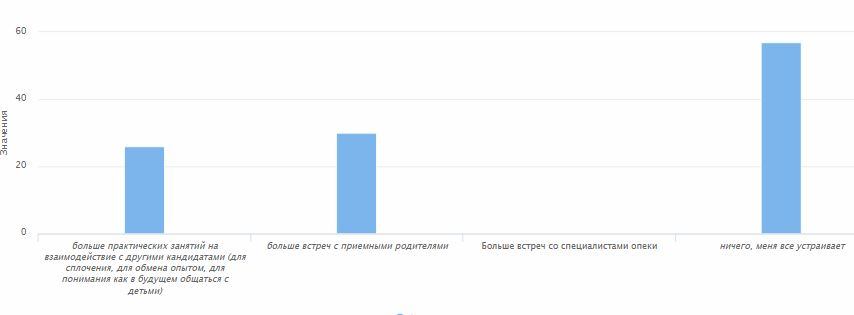 60
40
20
0
Значения
больше практических занятий на
взаимодействие с другими кандидатами (для
сплочения, для обмена опытом, для
понимания как в будущем общаться с
детьми)
больше встреч с приемными родителями
Больше встреч со специалистами опеки
ничего, меня все устраивает